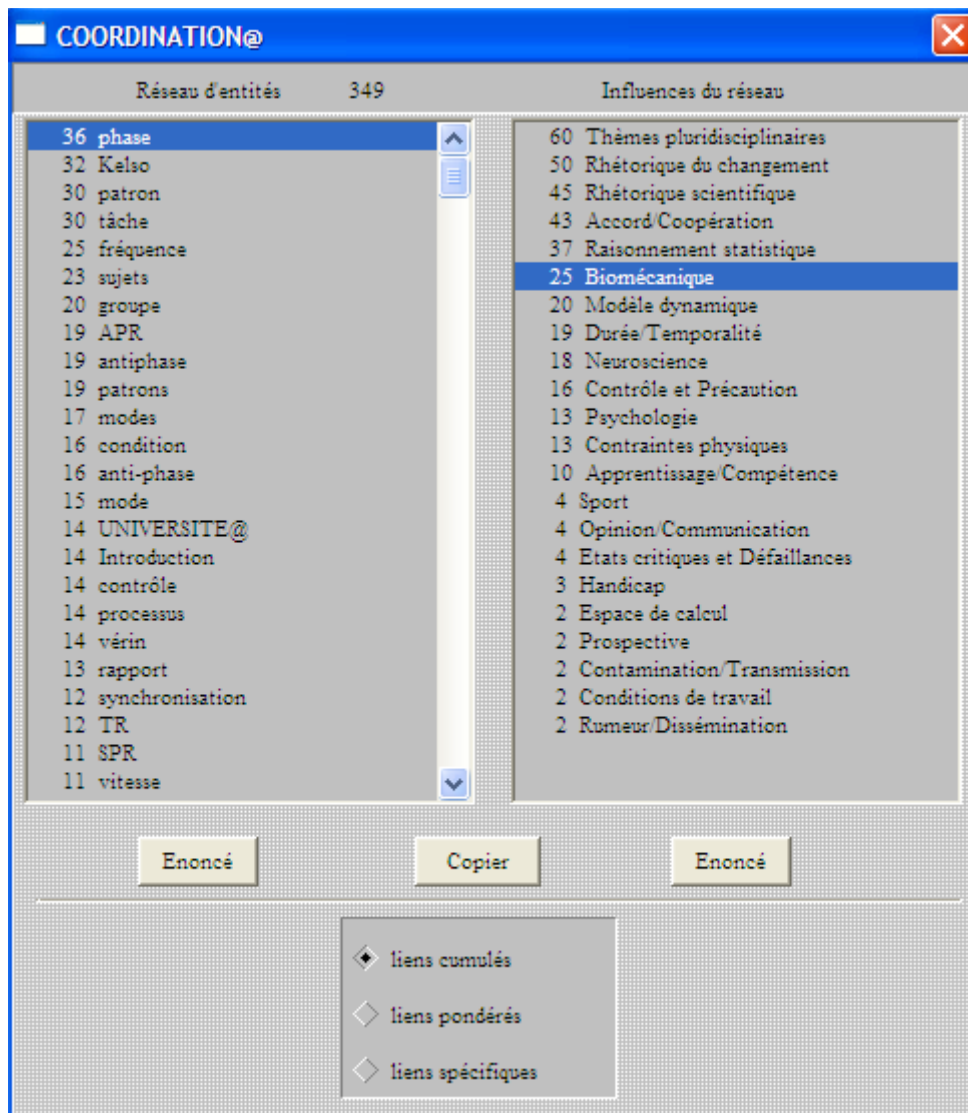 COORDINATION@
Réseau d'entités 349
Influences du réseau
36 phase
32 Kelso
30 patron
30 tâche
25 fréquence
23 sujets
20 groupe
19 APR
19 antiphase
19 patrons
17 modes
16 condition
16 anti-phase
15 mode
14 UNIVERSITE@
14 Introduction
14 contrôle
14 processus
14 vérin
13 rapport
12 synchronisation
12 TR
11 SPR
11 vitesse
60 Thèmes pluridisciplinaires
50 Rhétorique du changement
45 Rhétorique scientifique
43 Accord/Coopération
37 Raisonnement statistique
25 Biomécanique
20 Modèle dynamique
19 Durée/Temporalité
18 Neuroscience
16 Contrôle et Précaution
13 Psychologie
13 Contraintes physiques
10 Apprentissage/Compétence
4 Sport
4 Opinion/Communication
4 Etats critiques et Défaillances
3 Handicap
2 Espace de calcul
2 Prospective
2 Contamination/Transmission
2 Conditions de travail
2 Rumeur/Dissémination
Enoncé
Copier
Enoncé
liens cumulés
liens pondérés
liens spécifiques